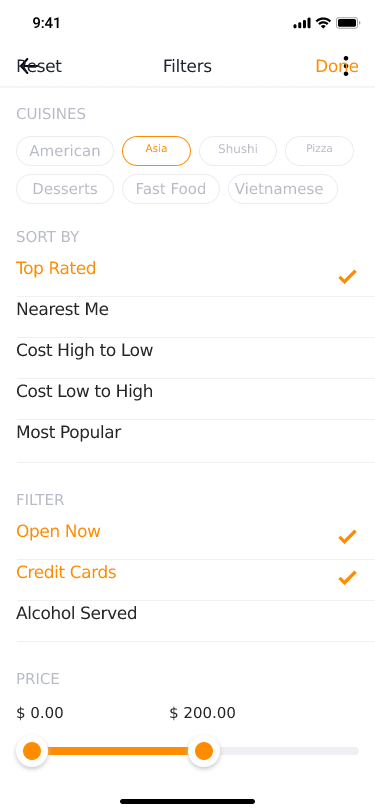 9:41
Reset Filters Done
CUISINES
American Asia Shushi Pizza
Desserts Fast Food Vietnamese
SORT BY
Top Rated
Nearest Me
Cost High to Low
Cost Low to High
Most Popular
FILTER
Open Now
Credit Cards
Alcohol Served
PRICE
$ 0.00 $ 200.00